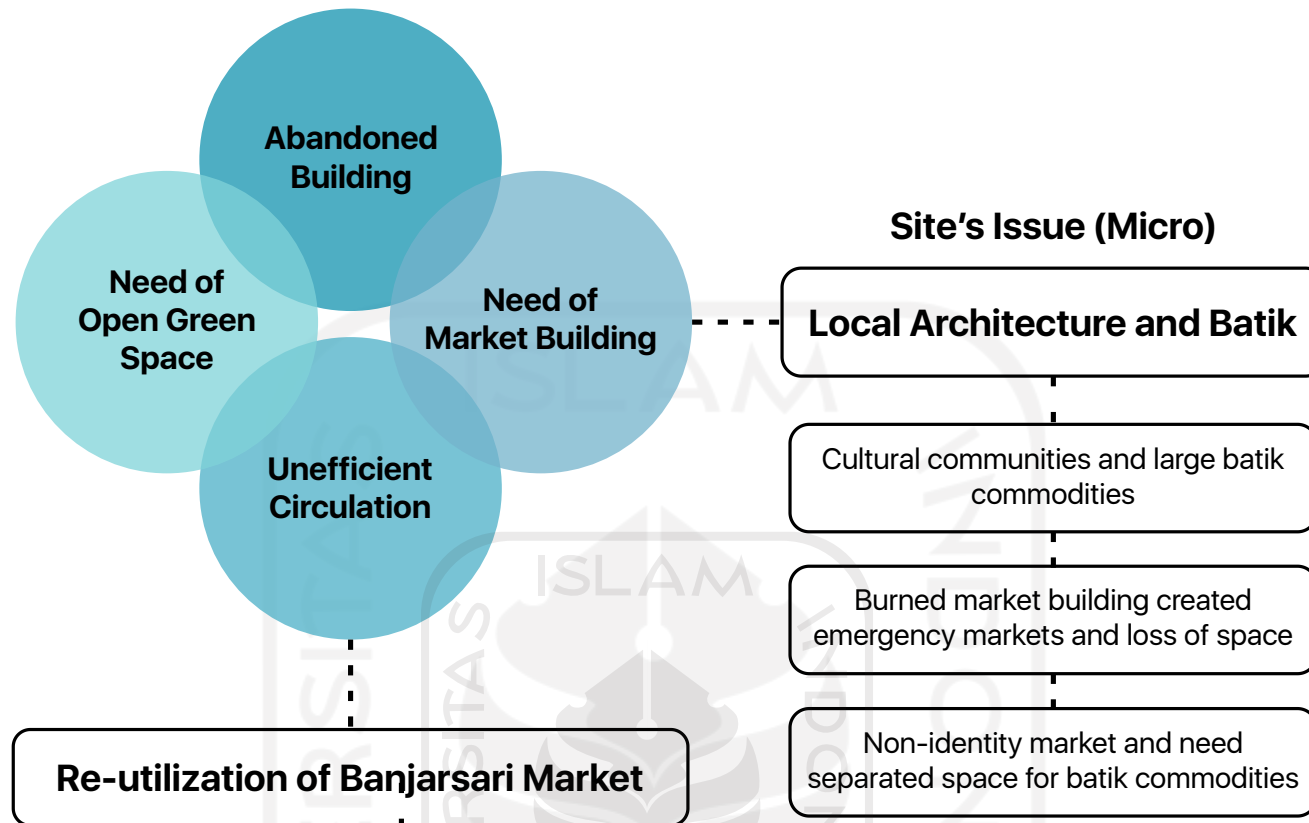 Abandoned
Building
Need of
Open Green
Space
Need of
Market Building
Unefficient
Circulation
Re-utilization of Banjarsari Market
Site's Issue (Micro)
Local Architecture and Batik
Cultural communities and large batik
commodities
Burned market building created
emergency markets and loss of space
Non-identity market and need
separated space for batik commodities
ISLAM
ISLAM